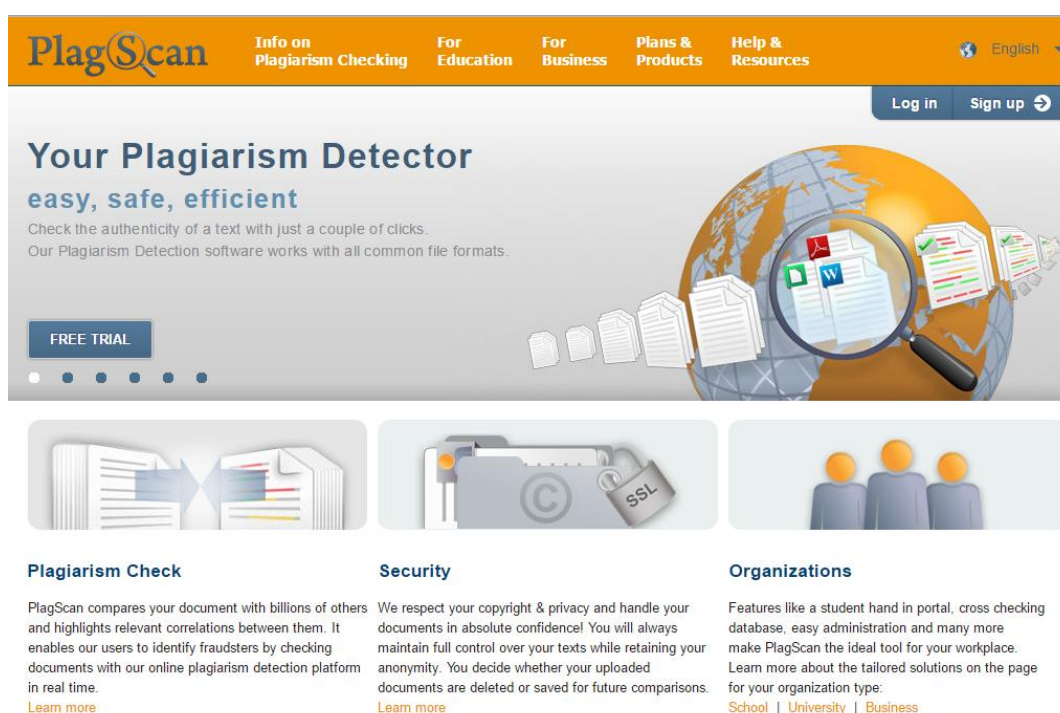 PlagScan
Info on
Plagiarism Checking
For
Education
For
Business
Plans &
Products
Help &
Resources
English
Log in
Sign up
Your Plagiarism Detector
easy, safe, efficient
Check the authenticity of a text with just a couple of clicks.
Our Plagiarism Detection software works with all common file formats.
W
FREE TRIAL
©
SSL
Plagiarism Check
PlagScan compares your document with billions of others
and highlights relevant correlations between them. It
enables our users to identify fraudsters by checking
documents with our online plagiarism detection platform
in real time.
Learn more
Security
We respect your copyright & privacy and handle your
documents in absolute confidence! You will always
maintain full control over your texts while retaining your
anonymity. You decide whether your uploaded
documents are deleted or saved for future comparisons.
Learn more
Organizations
Features like a student hand in portal, cross checking
database, easy administration and many more
make PlagScan the ideal tool for your workplace.
Learn more about the tailored solutions on the page
for your organization type:
School | University | Business